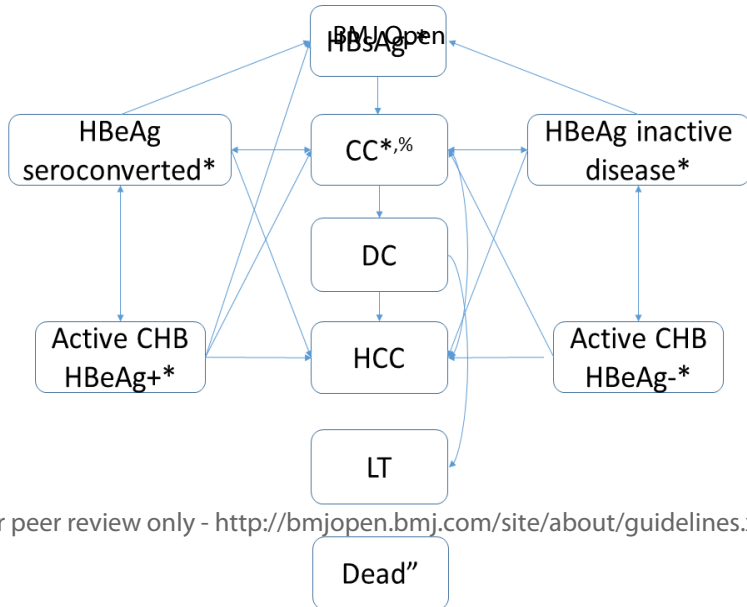 BMJ Open
HBsAg-*
HBeAg
seroconverted*
CC*,%
HBeAg inactive
disease*
DC
Active CHB
HBeAg+*
HCC
Active CHB
HBeAg-*
LT
r peer review only - http://bmjopen.bmj.com/site/about/guidelines.x
Dead”